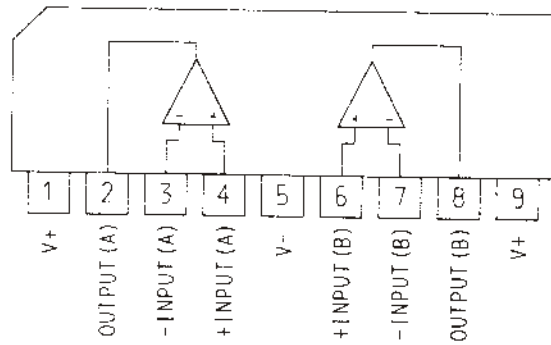 - + + -
1 2 3 4 5 6 7 8 9
V+
OUTPUT (A)
-INPUT (A)
+INPUT (A)
V-
+INPUT (B)
-INPUT (B)
OUTPUT (B)
V+